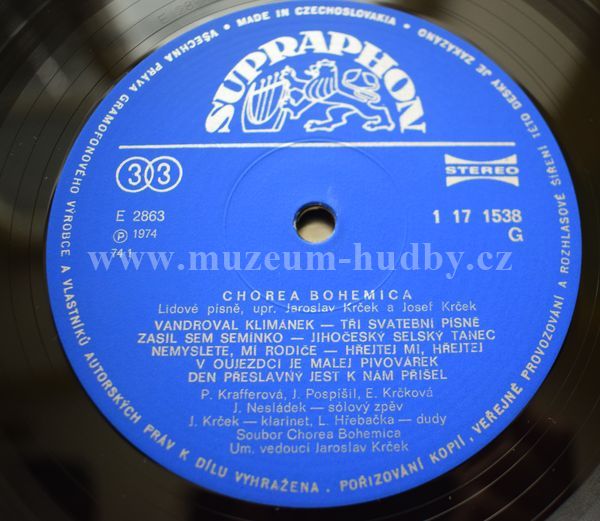 VŠECHNA PRÁVA GRAMOFONOVÉHO VÝROBCE A VLASTNÍKŮ AUTORSKÝCH PRÁV K DÍLU VYHRAŽENA. POŘIZOVÁNÍ KOPIÍ, VEŘEJNÉ PROVOZOVÁNÍ A ROZHLASOVÉ ŠÍŘENÍ TÉTO DESKY JE ZAKÁZÁNO • MADE IN CZECHOSLOVAKIA •
SUPRAPHON
33
STEREO
E 2863
1 17 1538
℗ 1974
G
74 1
www.muzeum-hudby.cz
CHOREA BOHEMICA
Lidové písně, upr. Jaroslav Krček a Josef Krček
VANDROVAL KLIMÁNEK — TŘI SVATEBNÍ PÍSNĚ
ZASIL SEM SEMÍNKO — JIHOČESKÝ SELSKÝ TANEC
NEMYSLETE, MÍ RODIČE — HŘEJTEJ MI, HŘEJTEJ
V OUJEZDCI JE MALEJ PIVOVÁREK
DEN PŘESLAVNÝ JEST K NÁM PŘIŠEL
P. Krafferová, J. Pospíšil, E. Krčková
J. Nesládek — sólový zpěv
J. Krček — klarinet, L. Hřebačka — dudy
Soubor Chorea Bohemica
Um. vedoucí Jaroslav Krček